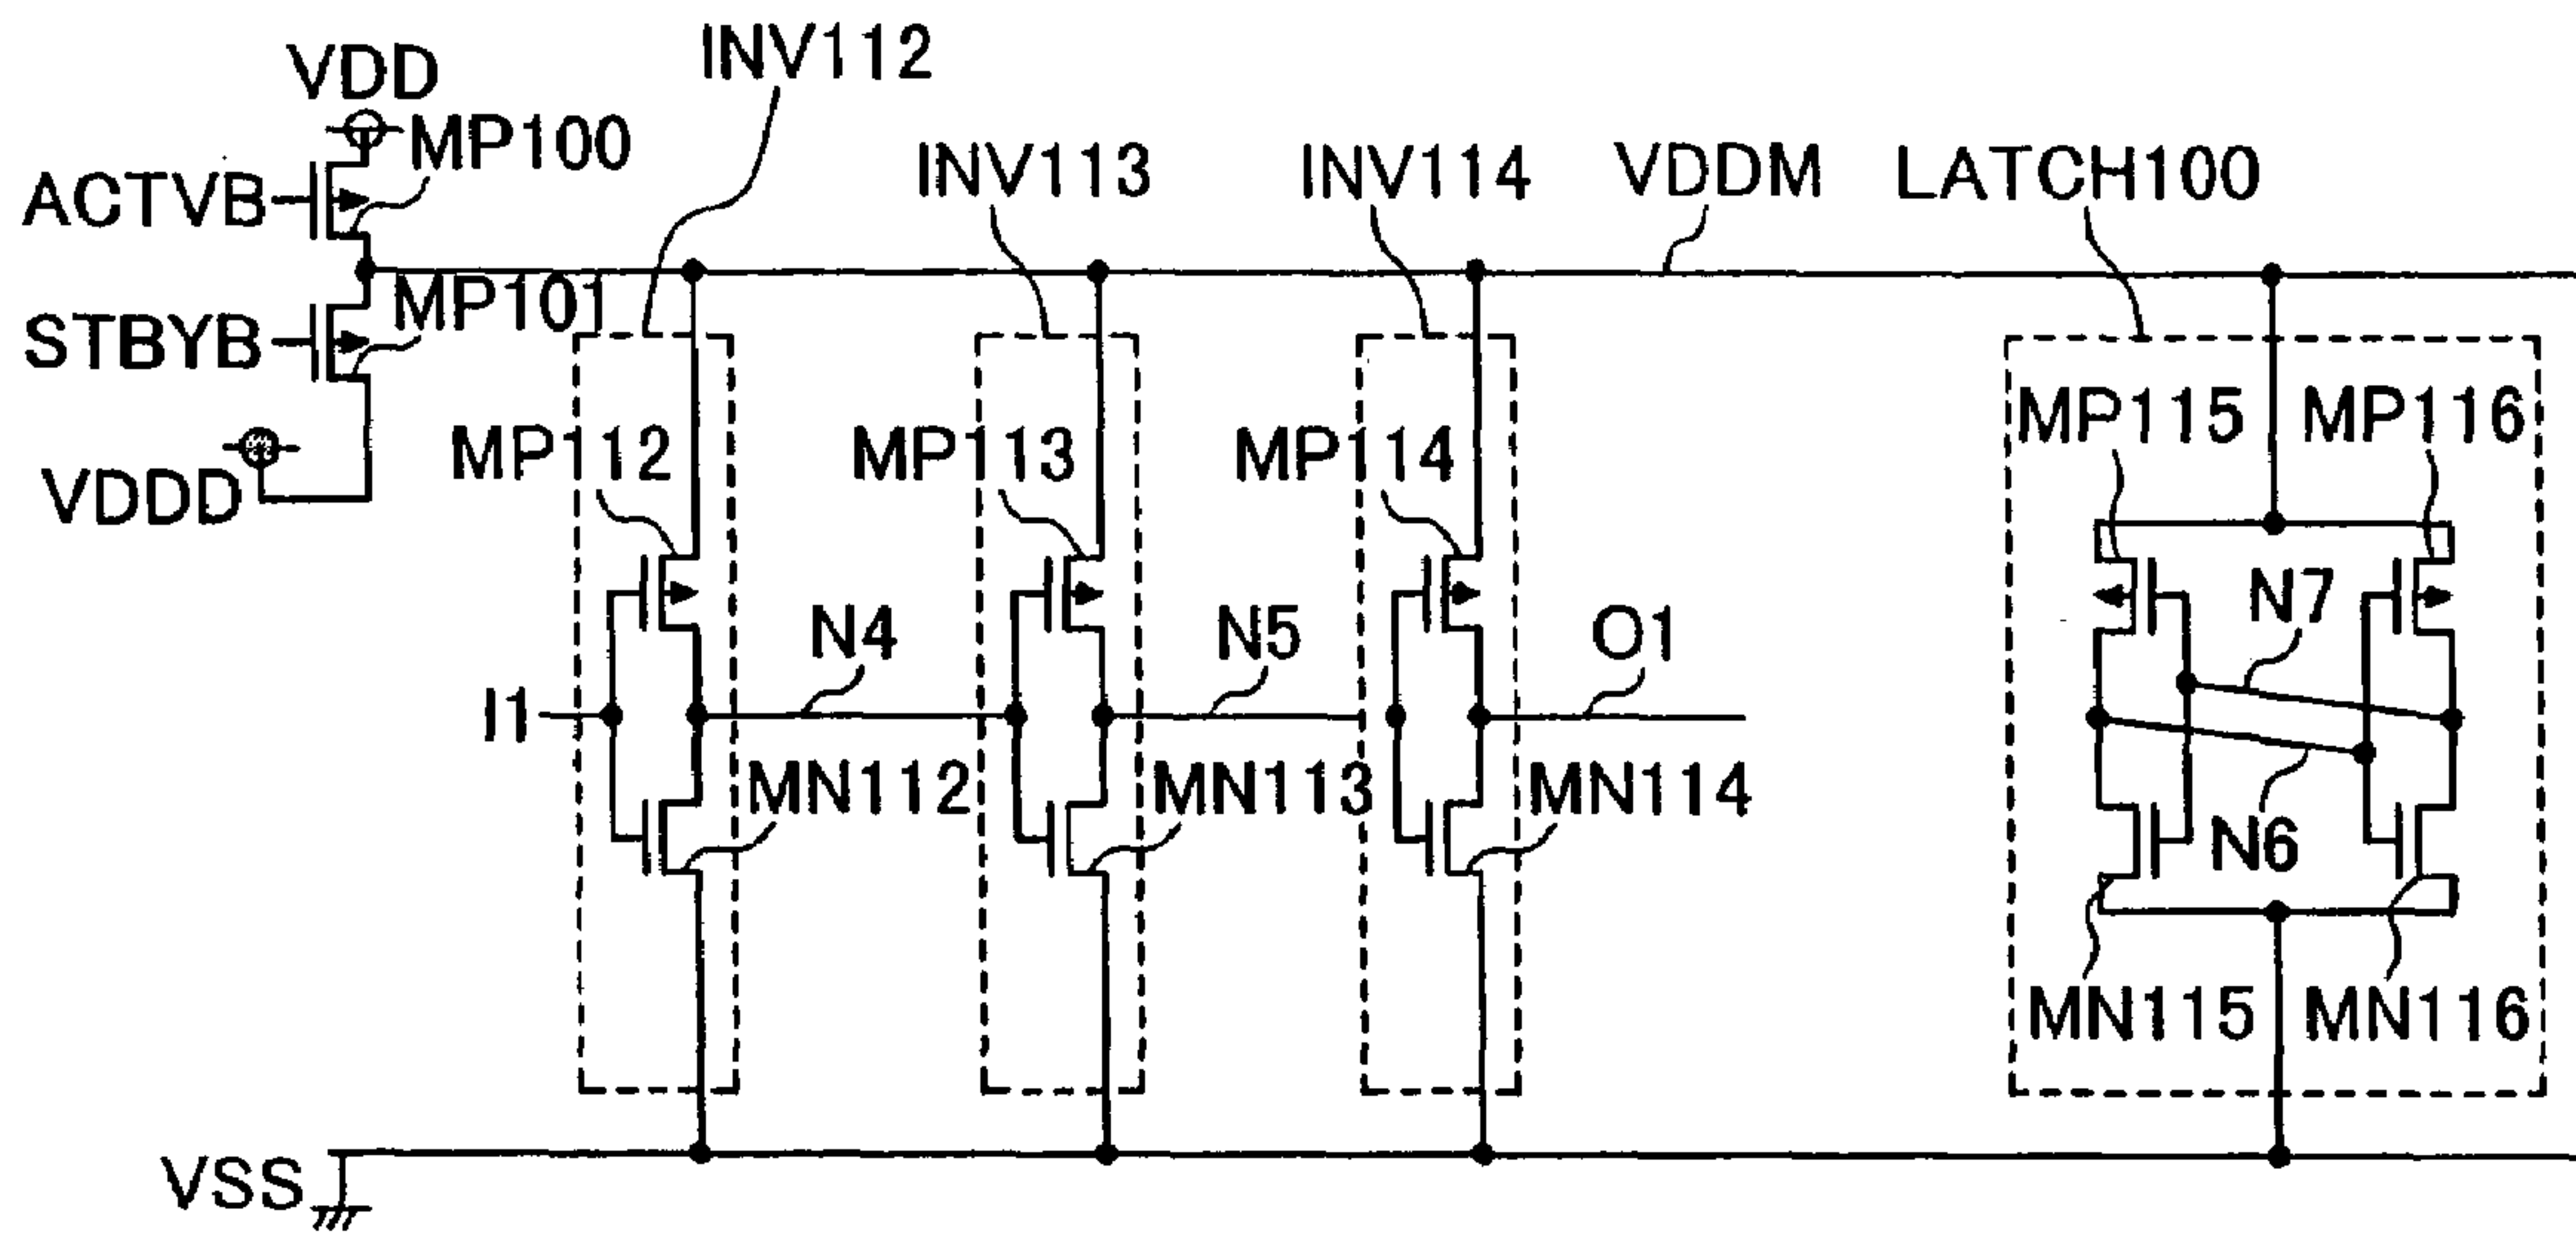 INV112
VDD
MP100
INV113
INV114
VDDM
LATCH100
ACTVB
MP101
STBYB
MP115
MP116
MP112
MP113
MP114
VDDD
N7
N4
N5
O1
I1
MN112
MN113
MN114
N6
MN115
MN116
VSS